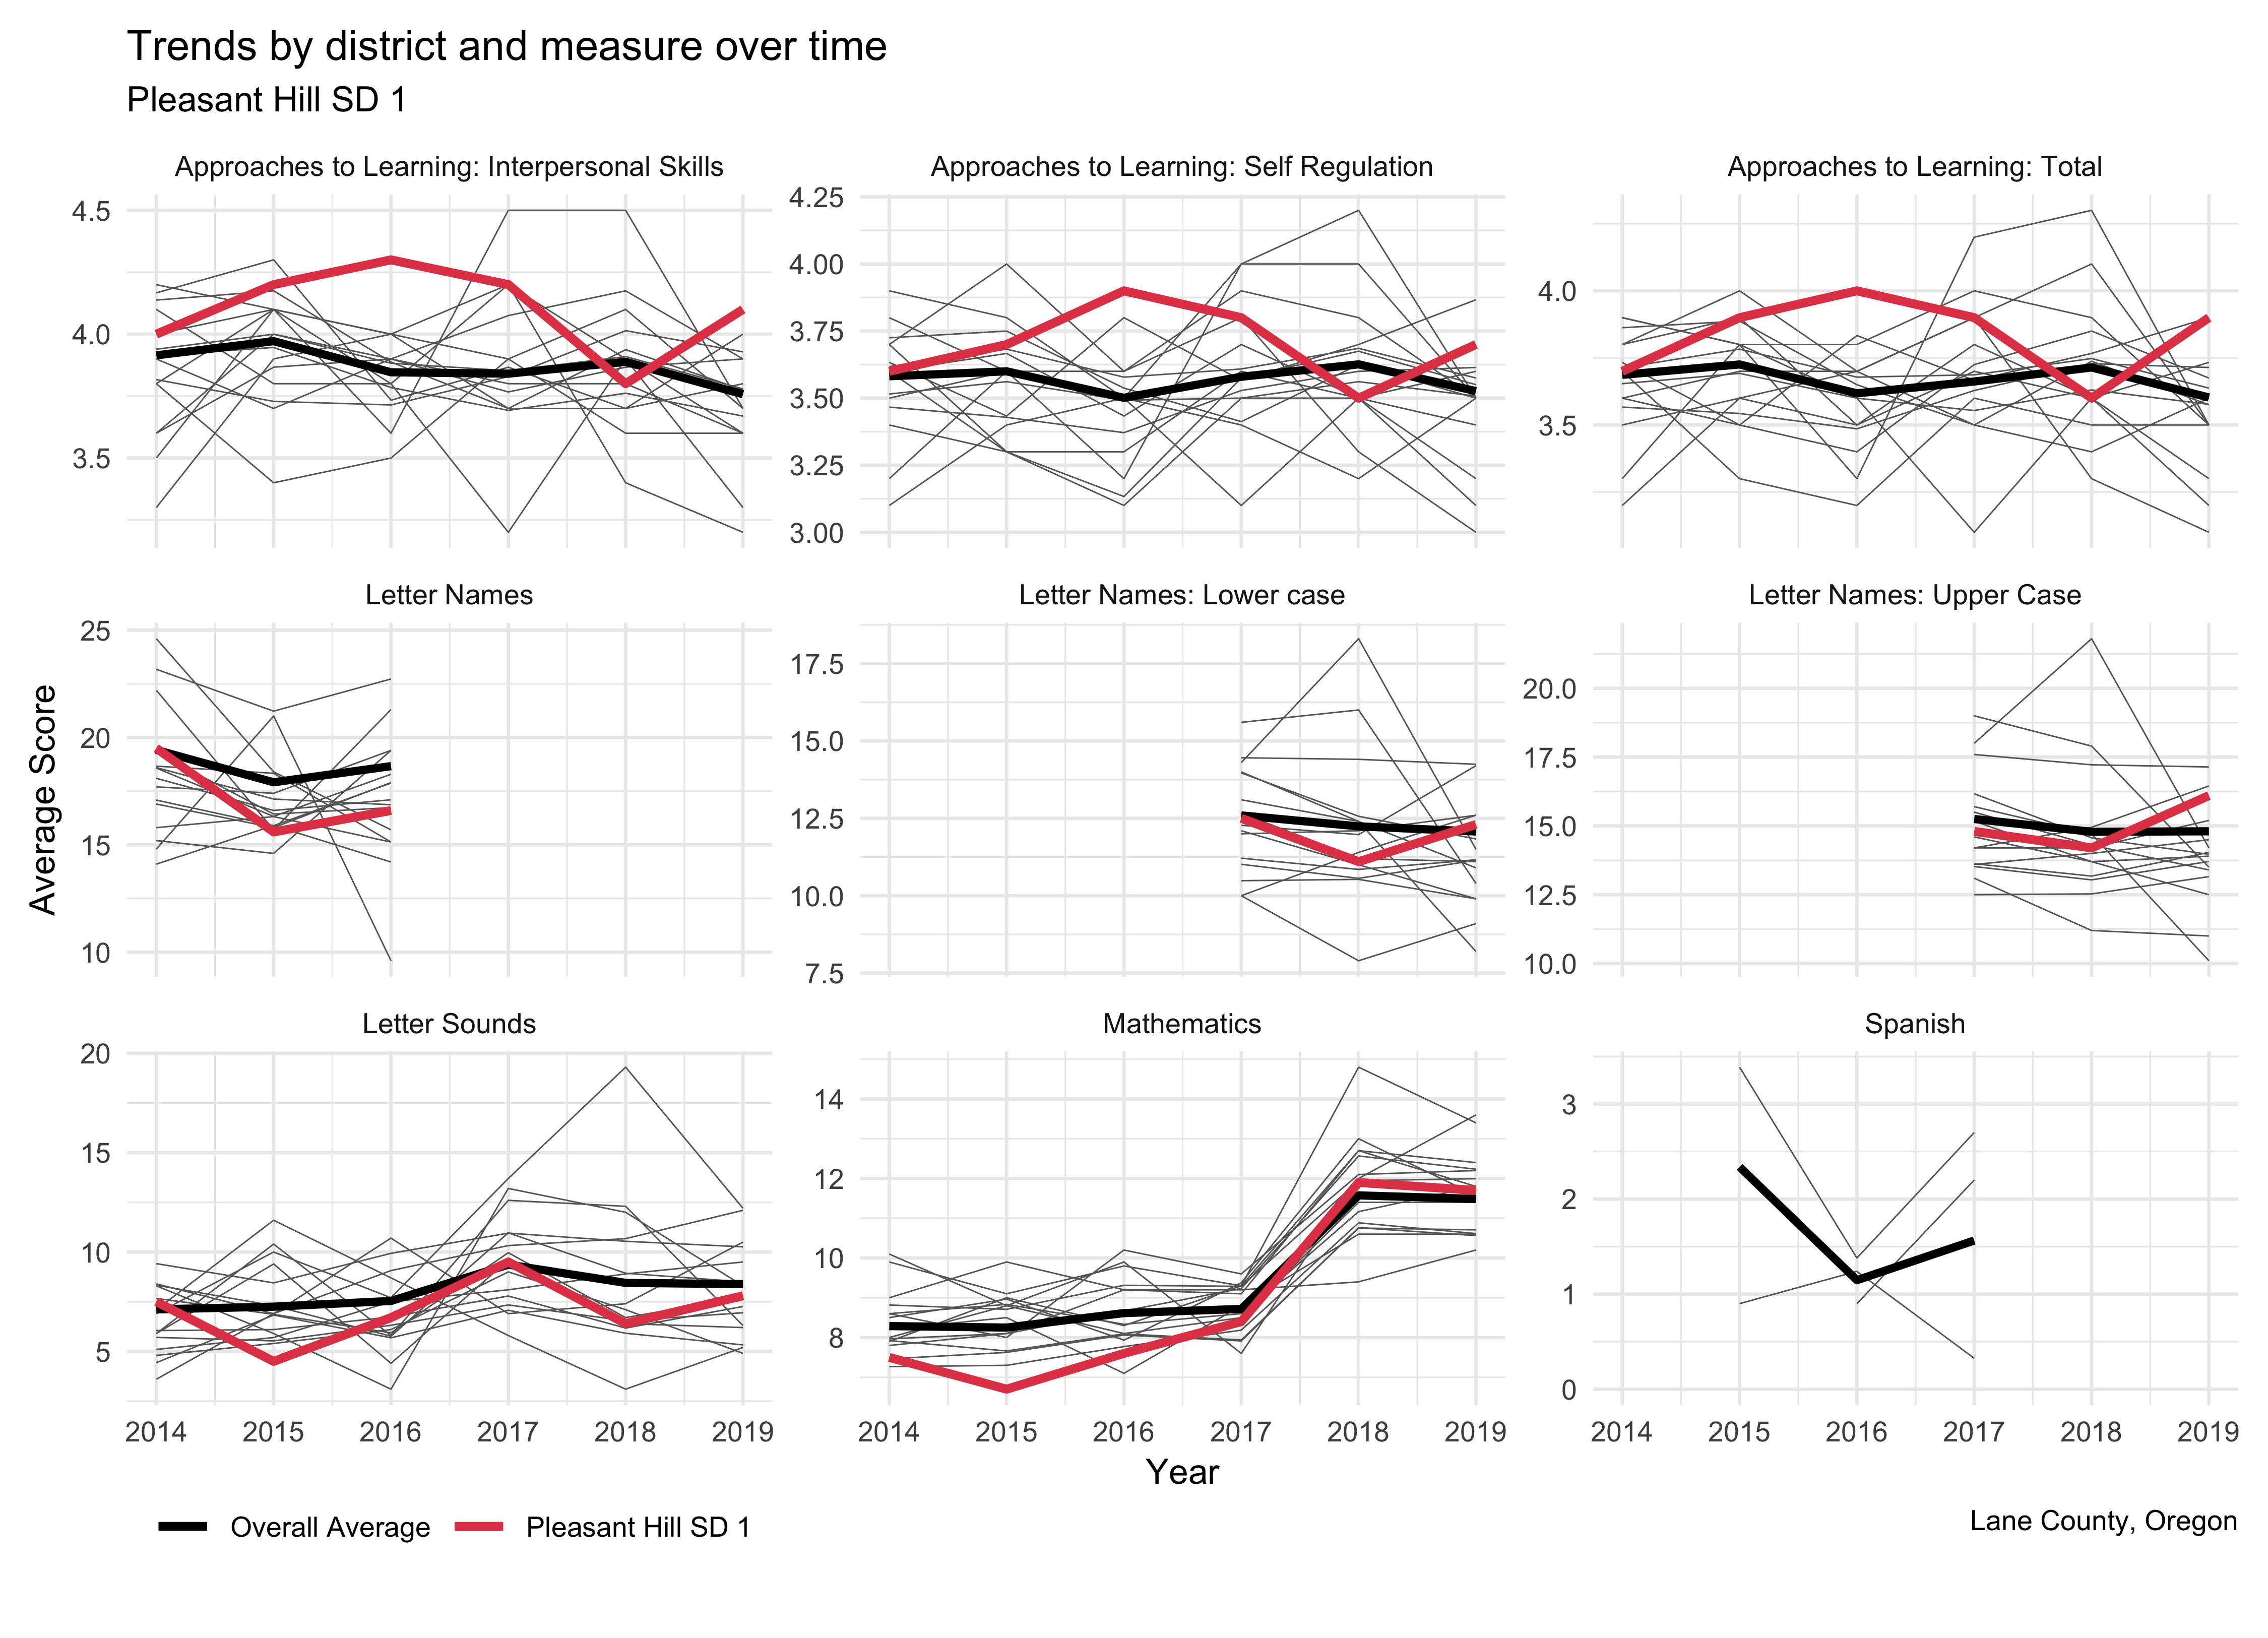 Trends by district and measure over time
Pleasant Hill SD 1
Approaches to Learning: Interpersonal Skills
Approaches to Learning: Self Regulation
Approaches to Learning: Total
4.5
4.0
3.5
4.25
4.00
3.75
3.50
3.25
3.00
4.0
3.5
Letter Names
Letter Names: Lower case
Letter Names: Upper Case
Average Score
25
20
15
10
17.5
15.0
12.5
10.0
7.5
20.0
17.5
15.0
12.5
10.0
Letter Sounds
Mathematics
Spanish
20
15
10
5
14
12
10
8
3
2
1
0
2014 2015 2016 2017 2018 2019
2014 2015 2016 2017 2018 2019
2014 2015 2016 2017 2018 2019
Year
Overall Average
Pleasant Hill SD 1
Lane County, Oregon